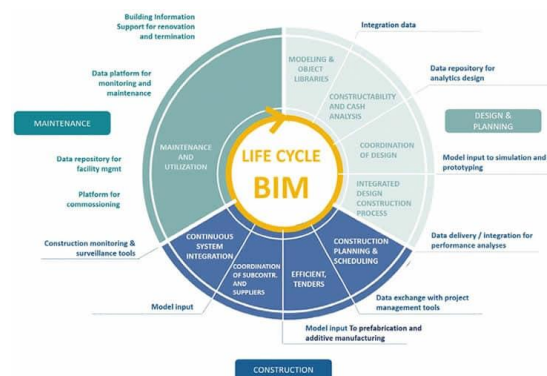 Building Information
Support for renovation
and termination
Integration data
MODELING &
OBJECT
LIBRARIES
Data platform for
monitoring and
maintenance
Data repository for
analytics design
CONSTRUCTABILITY
AND CASH
ANALYSIS
MAINTENANCE
DESIGN &
PLANNING
MAINTENANCE
AND
UTILIZATION
LIFE CYCLE
BIM
COORDINATION
OF DESIGN
Data repository for
facility mgmt
Model input to simulation and
prototyping
INTEGRATED
DESIGN
CONSTRUCTION
PROCESS
Platform for
commossioning
Construction monitoring &
surveillance tools
Data delivery / integration for
performance analyses
CONTINUOUS
SYSTEM
INTEGRATION
COORDINATION
OF SUBCONTR.
AND
SUPPLIERS
EFFICIENT,
TENDERS
CONSTRUCTION
PLANNING &
SCHEDULING
Model input
Data exchange with project
management tools
Model input To prefabrication and
additive manufacturing
CONSTRUCTION